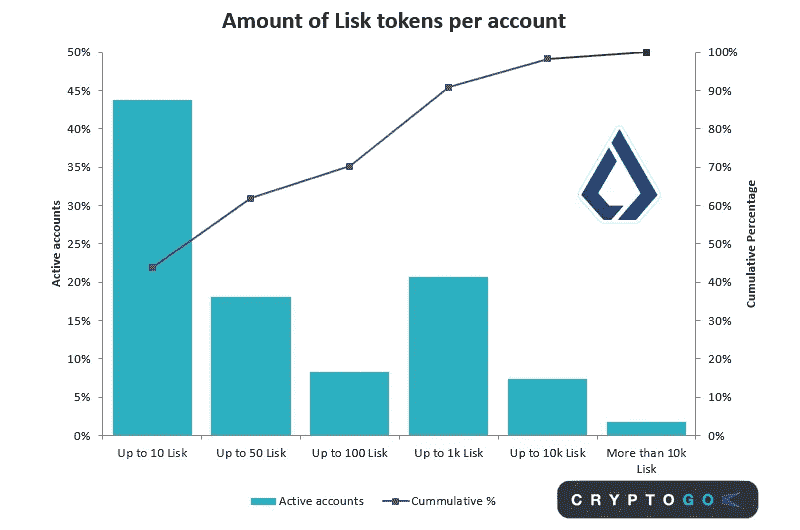 Amount of Lisk tokens per account
50%
45%
40%
35%
30%
25%
20%
15%
10%
5%
0%
Active accounts
100%
90%
80%
70%
60%
50%
40%
30%
20%
10%
0%
Cumulative Percentage
Up to 10 Lisk
Up to 50 Lisk
Up to 100 Lisk
Up to 1k Lisk
Up to 10k Lisk
More than 10k
Lisk
Active accounts
Cummulative %
CRYPTOGO